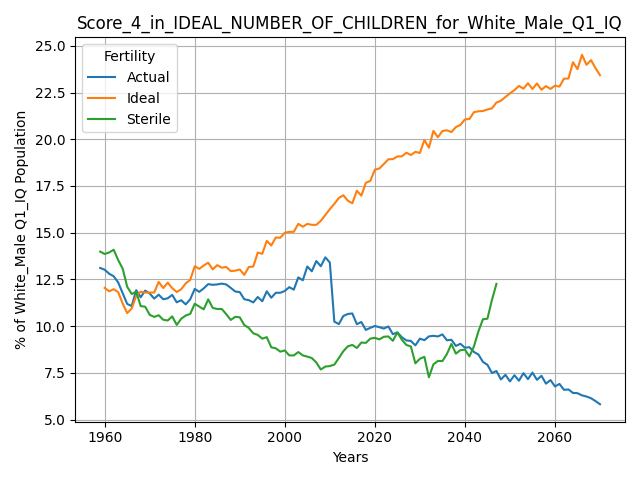 Score_4_in_IDEAL_NUMBER_OF_CHILDREN_for_White_Male_Q1_IQ
Fertility
Actual
Ideal
Sterile
% of White_Male Q1_IQ Population
25.0
22.5
20.0
17.5
15.0
12.5
10.0
7.5
5.0
1960 1980 2000 2020 2040 2060
Years